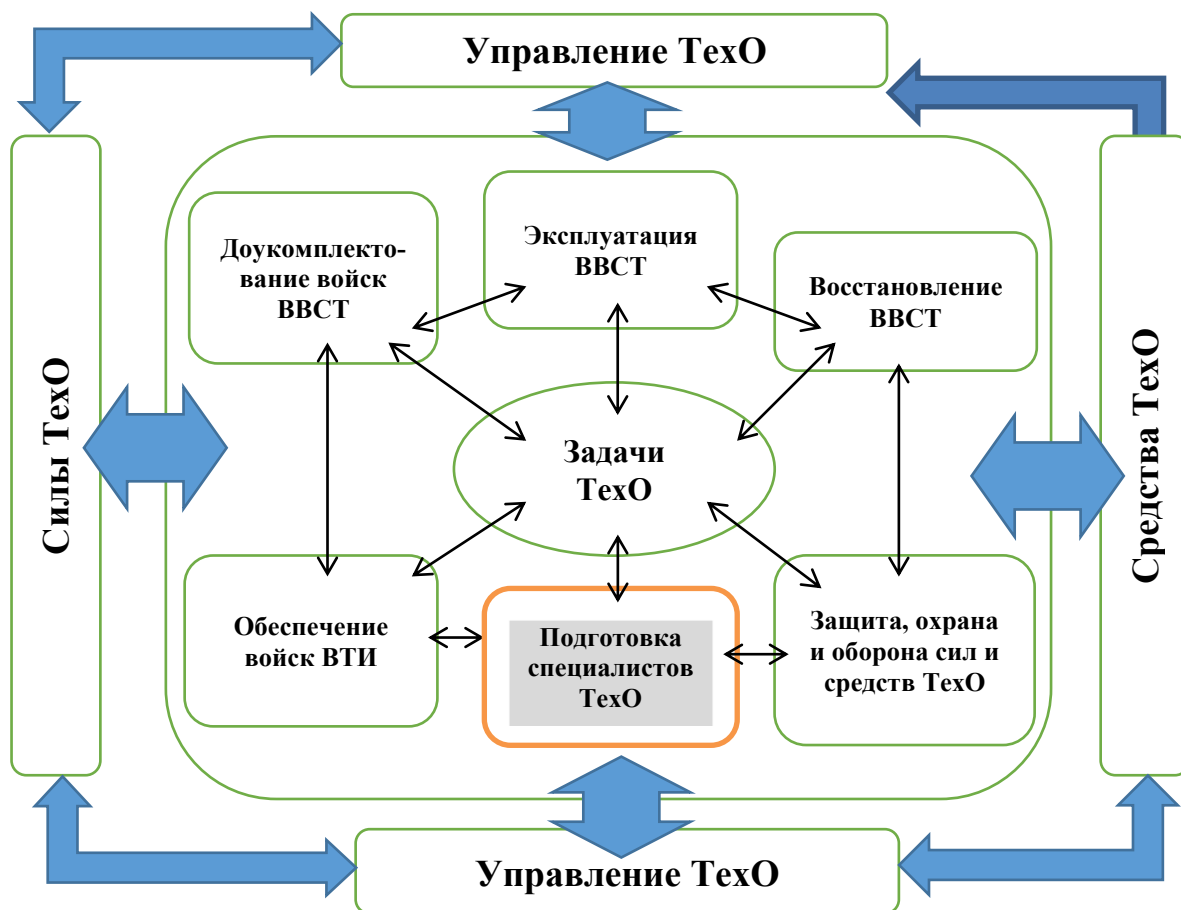 Управление ТехО
Силы ТехО
Доукомплекто-
вание войск
ВВСТ
Эксплуатация
ВВСТ
Восстановление
ВВСТ
Задачи
ТехО
Обеспечение
войск ВТИ
Подготовка
специалистов
ТехО
Защита, охрана
и оборона сил и
средств ТехО
Средства ТехО
Управление ТехО